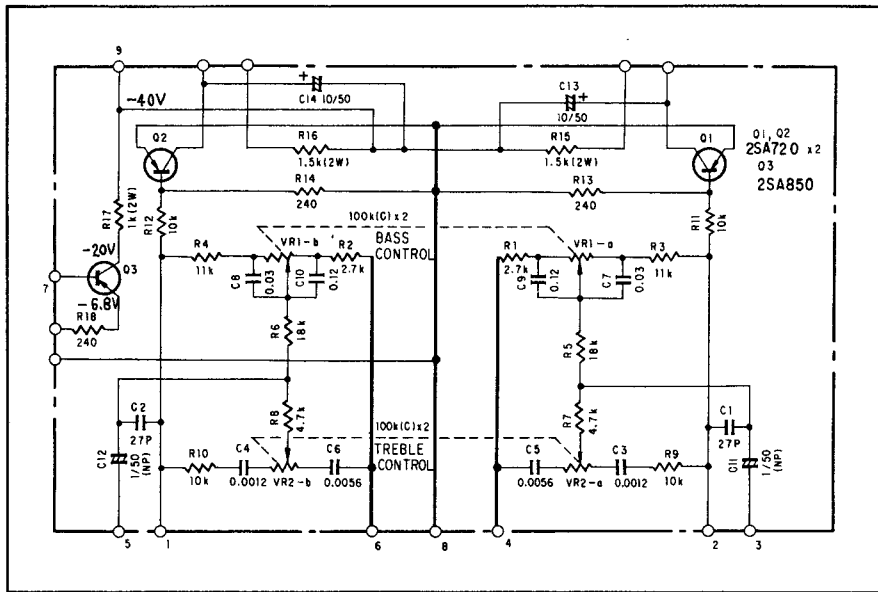 9
+
C14 10/50
C13
+
10/50
-40V
Q2
Q1
Q1, Q2
2SA720 x2
Q3
2SA850
R16
1.5k(2W)
R15
1.5k(2W)
R17
1k(2W)
R12
10k
R14
240
R13
240
R11
10k
100k(G)x2
BASS
CONTROL
R4
11k
VR1-b
R2
2.7k
R1
2.7k
VR1-a
R3
11k
C8
0.03
C10
0.12
C9
0.12
C7
0.03
-20V
7
Q3
-6.8V
R18
240
R6
18k
R5
18k
C2
27P
R8
4.7k
R7
4.7k
C1
27P
C12
1/50
(NP)
100k(G)x2
TREBLE
CONTROL
C11
1/50
(NP)
R10
10k
C4
0.0012
VR2-b
C6
0.0056
C5
0.0056
VR2-a
C3
0.0012
R9
10k
5
1
6
8
4
2
3